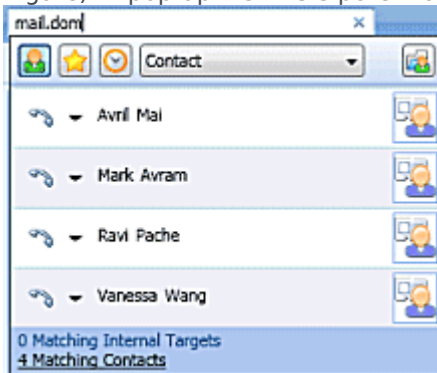 mail.dom
Contact
Avril Mai
Mark Avram
Ravi Pache
Vanessa Wang
0 Matching Internal Targets
4 Matching Contacts